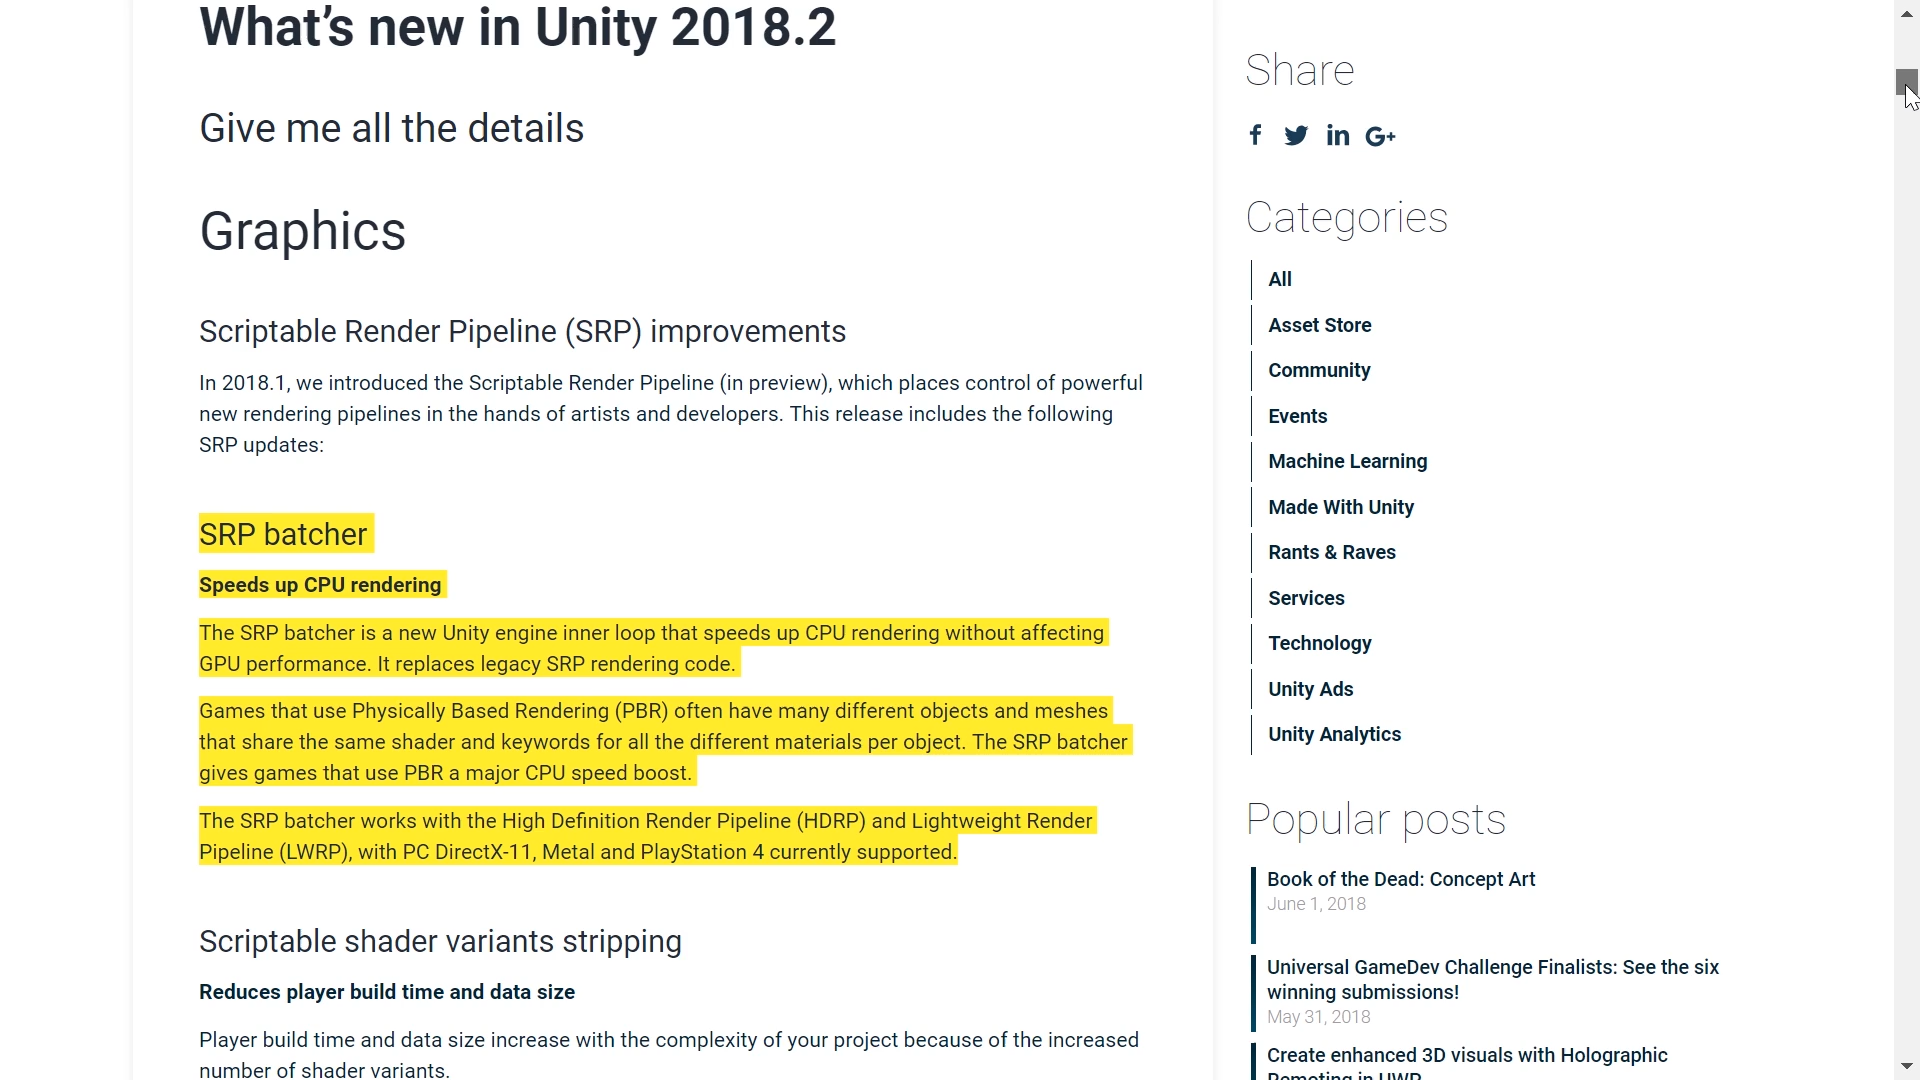 What's new in Unity 2018.2
Give me all the details
Graphics
Scriptable Render Pipeline (SRP) improvements
In 2018.1, we introduced the Scriptable Render Pipeline (in preview), which places control of powerful
new rendering pipelines in the hands of artists and developers. This release includes the following
SRP updates:
SRP batcher
Speeds up CPU rendering
The SRP batcher is a new Unity engine inner loop that speeds up CPU rendering without affecting
GPU performance. It replaces legacy SRP rendering code.
Games that use Physically Based Rendering (PBR) often have many different objects and meshes
that share the same shader and keywords for all the different materials per object. The SRP batcher
gives games that use PBR a major CPU speed boost.
The SRP batcher works with the High Definition Render Pipeline (HDRP) and Lightweight Render
Pipeline (LWRP), with PC DirectX-11, Metal and PlayStation 4 currently supported.
Scriptable shader variants stripping
Reduces player build time and data size
Player build time and data size increase with the complexity of your project because of the increased
number of shader variants.
Share
f in G+
Categories
All
Asset Store
Community
Events
Machine Learning
Made With Unity
Rants & Raves
Services
Technology
Unity Ads
Unity Analytics
Popular posts
Book of the Dead: Concept Art
June 1, 2018
Universal GameDev Challenge Finalists: See the six
winning submissions!
May 31, 2018
Create enhanced 3D visuals with Holographic
Remoting in UWP